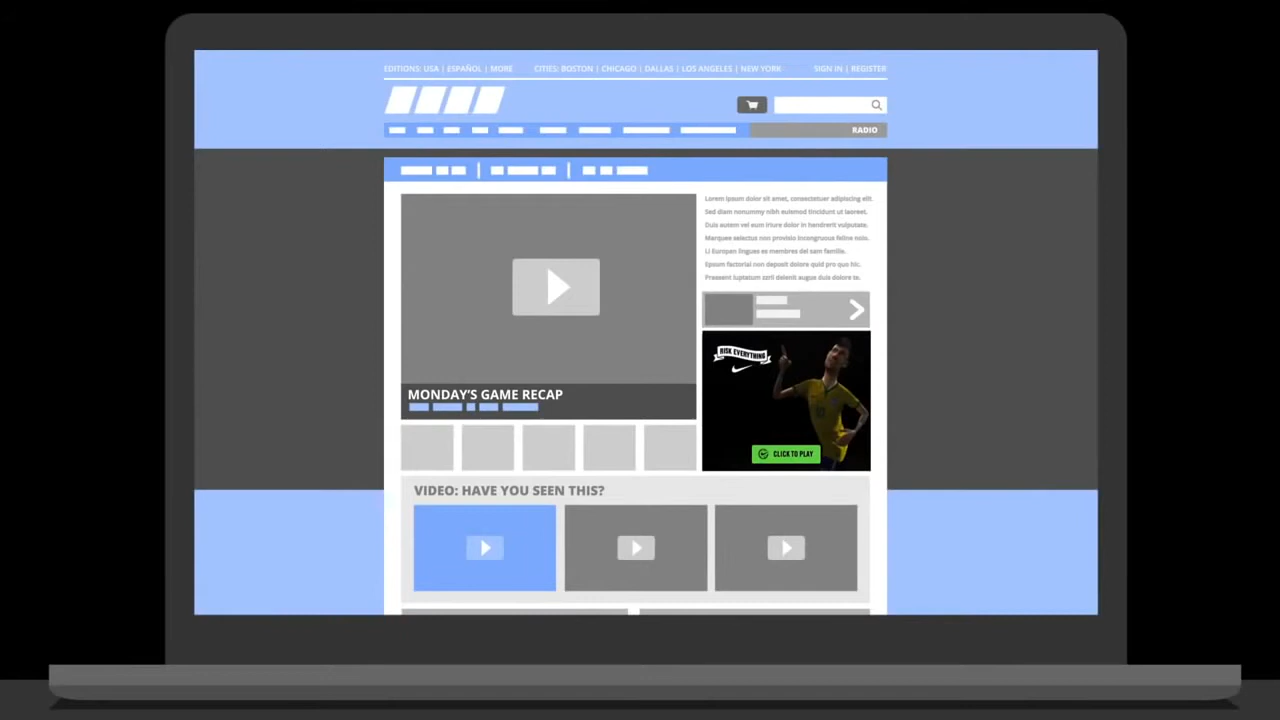 EDITIONS: USA | ESPAÑOL | MORE CITIES: BOSTON | CHICAGO | DALLAS | LOS ANGELES | NEW YORK SIGN IN | REGISTER
RADIO
Lorem ipsum dolor sit amet, consectetuer adipiscing elit.
Sed diam nonummy nibh euismod tincidunt ut laoreet.
Duis autem vel eum iriure dolor in hendrerit vulputate.
Marquee selectus non provisio incongruous feline nolo.
Li Europan lingues es membres del sam familie.
Epsum factorial non deposit dolore quid pro quo hic.
Praesent luptatum zzril delenit augue duis dolore te.
RISK EVERYTHING
MONDAY'S GAME RECAP
CLICK TO PLAY
VIDEO: HAVE YOU SEEN THIS?